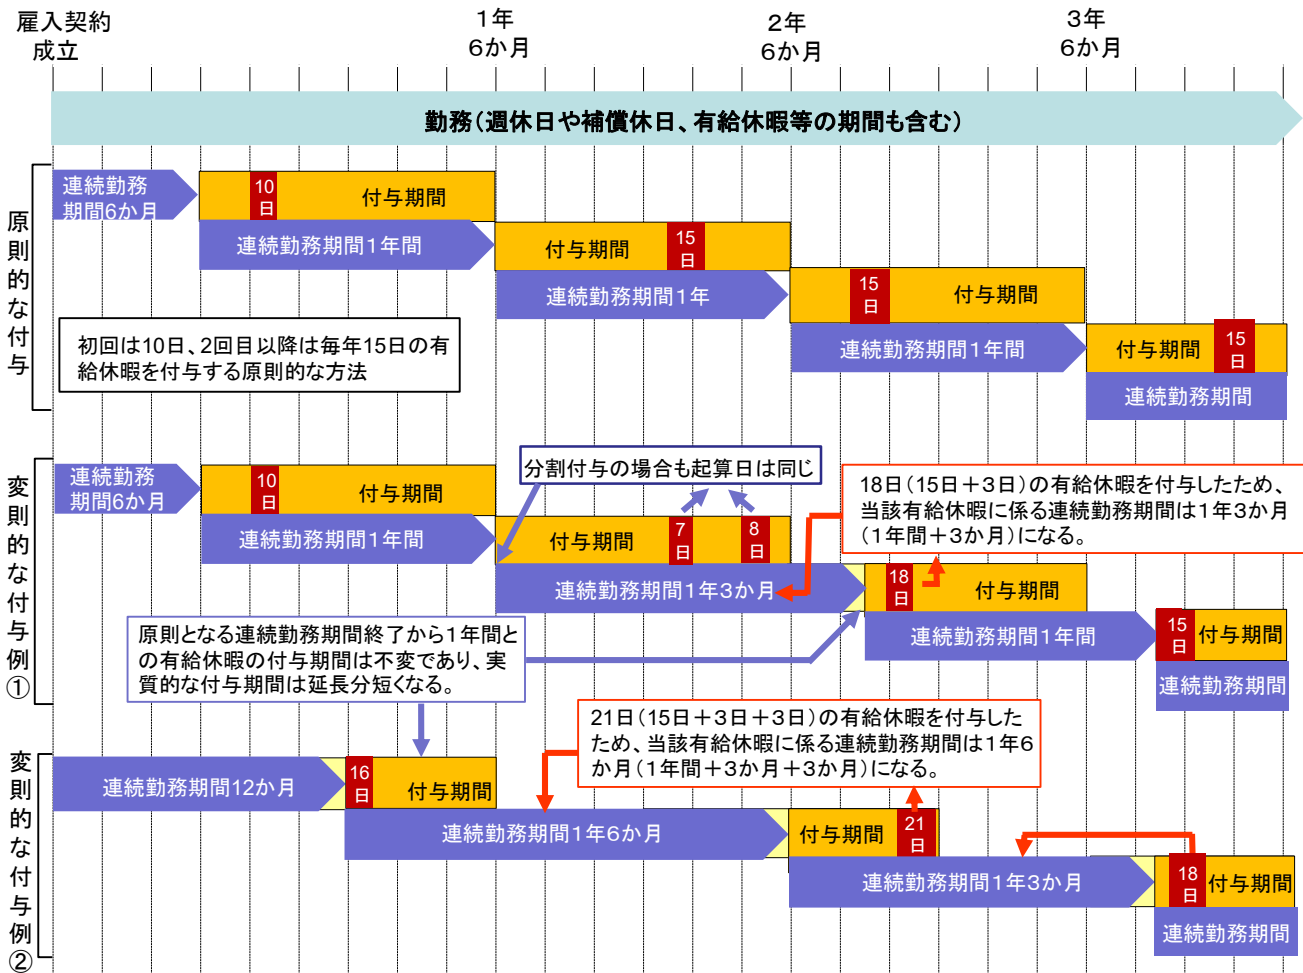 雇入契約
成立
1年
6か月
2年
6か月
3年
6か月
勤務(週休日や補償休日、有給休暇等の期間も含む)
原則的な付与
連続勤務
期間6か月
10
日
付与期間
連続勤務期間1年間
付与期間
15
日
連続勤務期間1年
15
日
付与期間
連続勤務期間1年間
付与期間
15
日
連続勤務期間
初回は10日、2回目以降は毎年15日の有
給休暇を付与する原則的な方法
変則的な付与例①
連続勤務
期間6か月
10
日
付与期間
連続勤務期間1年間
分割付与の場合も起算日は同じ
付与期間
7
日
8
日
連続勤務期間1年3か月
18日(15日+3日)の有給休暇を付与したため、
当該有給休暇に係る連続勤務期間は1年3か月
(1年間+3か月)になる。
18
日
付与期間
連続勤務期間1年間
15
日
付与期間
連続勤務期間
原則となる連続勤務期間終了から1年間と
の有給休暇の付与期間は不変であり、実
質的な付与期間は延長分短くなる。
変則的な付与例②
連続勤務期間12か月
16
日
付与期間
21日(15日+3日+3日)の有給休暇を付与した
ため、当該有給休暇に係る連続勤務期間は1年6
か月(1年間+3か月+3か月)になる。
連続勤務期間1年6か月
付与期間
21
日
連続勤務期間1年3か月
18
日
付与期間
連続勤務期間